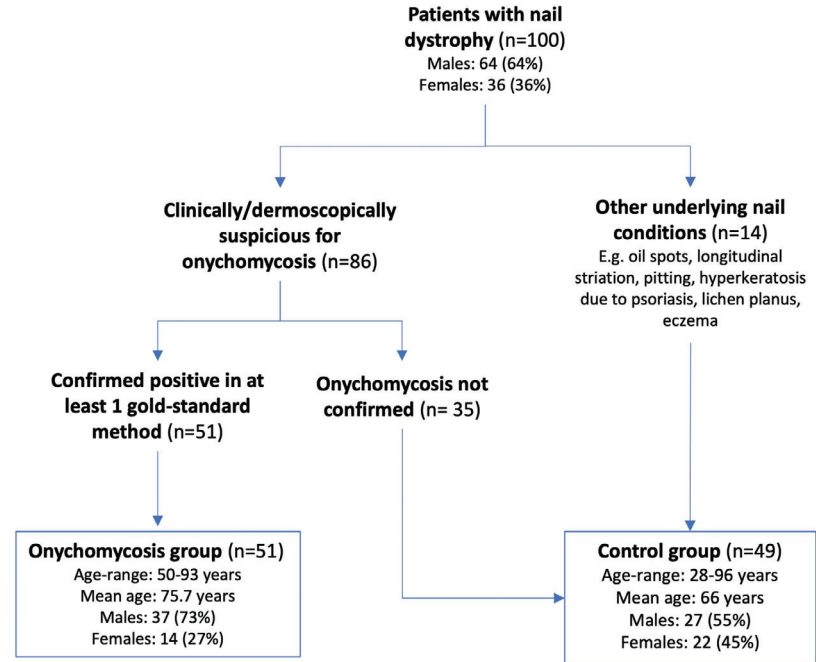 Patients with nail
dystrophy (n=100)
Males: 64 (64%)
Females: 36 (36%)
Clinically/dermoscopically
suspicious for
onychomycosis (n=86)
Other underlying nail
conditions (n=14)
E.g. oil spots, longitudinal
striation, pitting, hyperkeratosis
due to psoriasis, lichen planus,
eczema
Confirmed positive in at
least 1 gold-standard
method (n=51)
Onychomycosis not
confirmed (n= 35)
Onychomycosis group (n=51)
Age-range: 50-93 years
Mean age: 75.7 years
Males: 37 (73%)
Females: 14 (27%)
Control group (n=49)
Age-range: 28-96 years
Mean age: 66 years
Males: 27 (55%)
Females: 22 (45%)